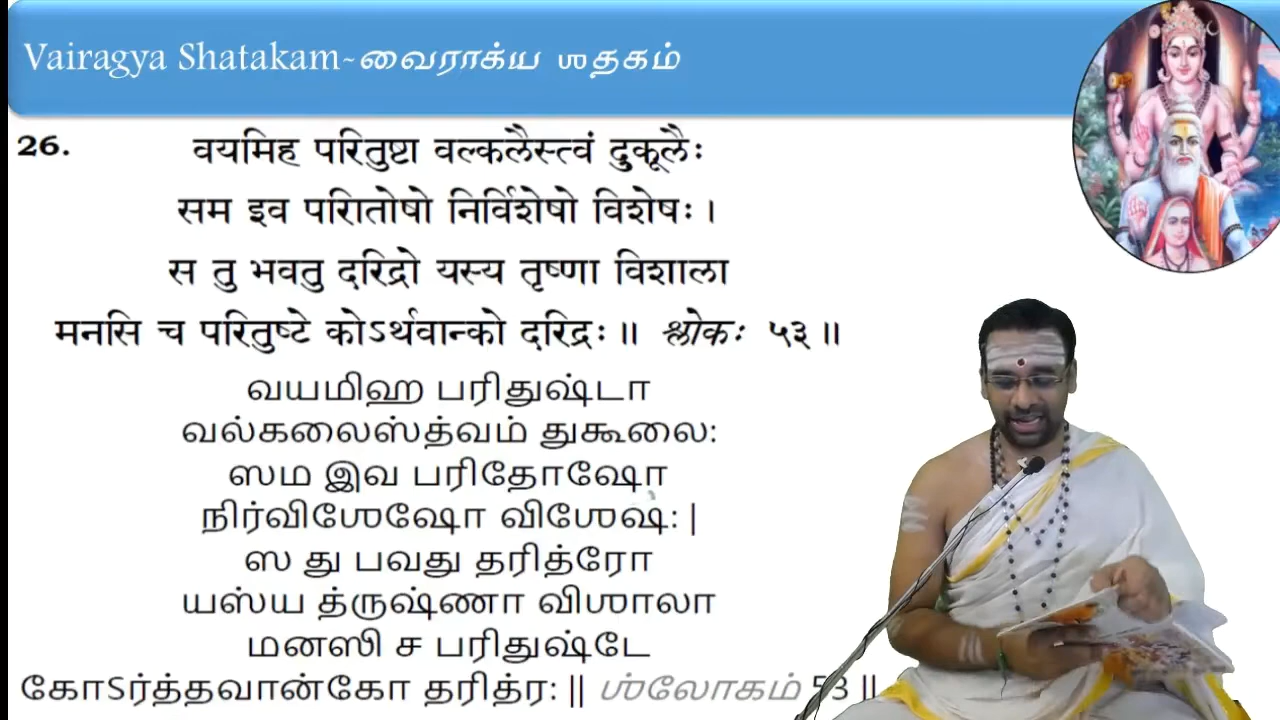 Vairagya Shatakam-வைராக்ய ஶதகம்
26. वयमिह परितुष्टा वल्कलैस्त्वं दुकूलैः
सम इव परितोषो निर्विशेषो विशेषः ।
स तु भवतु दरिद्रो यस्य तृष्णा विशाला
मनसि च परितुष्टे कोऽर्थवान्को दरिद्रः ॥ श्लोकः ५३ ॥
வயமிஹ பரிதுஷ்டா
வல்கலைஸ்த்வம் துகூலை:
ஸம இவ பரிதோஷோ
நிர்விஶேஷோ விஶேஷ: |
ஸ து பவது தரித்ரோ
யஸ்ய த்ருஷ்ணா விஶாலா
மனஸி ச பரிதுஷ்டே
கோSர்த்தவான்கோ தரித்ர: || ஶ்லோகம் 53 ||